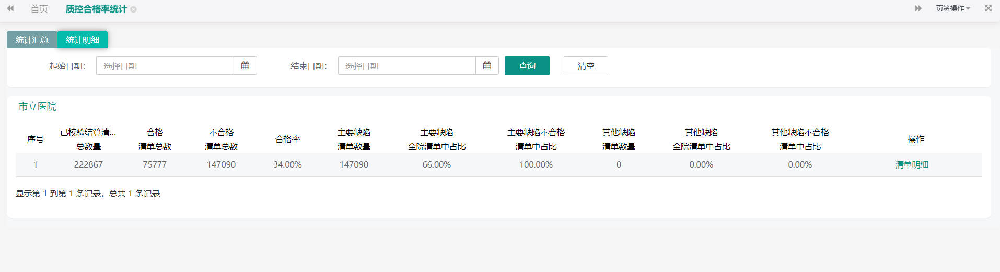 首页 质控合格率统计 页签操作
统计汇总 统计明细
起始日期: 选择日期 结束日期: 选择日期 查询 清空
市立医院
序号 已校验结算清... 总数量 合格 清单总数 不合格 清单总数 合格率 主要缺陷 清单数量 主要缺陷 全院清单中占比 主要缺陷不合格 清单中占比 其他缺陷 清单数量 其他缺陷 全院清单中占比 其他缺陷不合格 清单中占比 操作
1 222867 75777 147090 34.00% 147090 66.00% 100.00% 0 0.00% 0.00% 清单明细
显示第 1 到第 1 条记录，总共 1 条记录